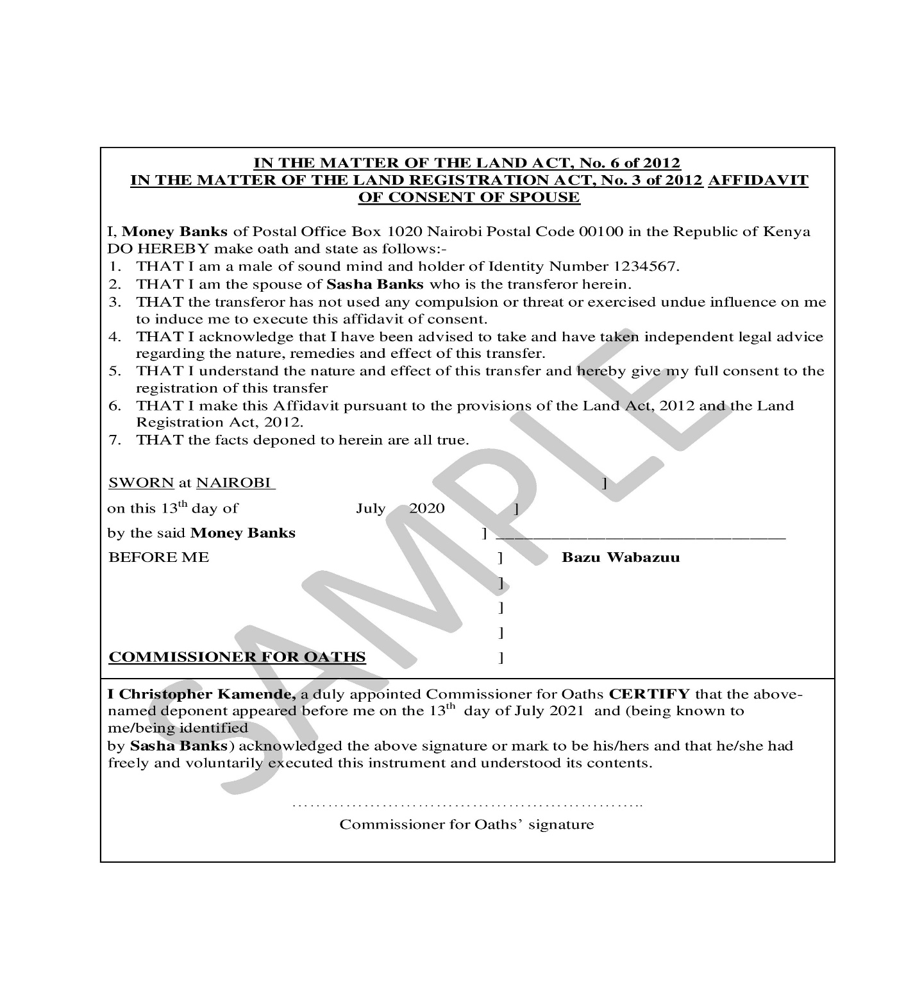 IN THE MATTER OF THE LAND ACT, No. 6 of 2012
IN THE MATTER OF THE LAND REGISTRATION ACT, No. 3 of 2012 AFFIDAVIT
OF CONSENT OF SPOUSE
I, Money Banks of Postal Office Box 1020 Nairobi Postal Code 00100 in the Republic of Kenya
DO HEREBY make oath and state as follows:-
1. THAT I am a male of sound mind and holder of Identity Number 1234567.
2. THAT I am the spouse of Sasha Banks who is the transferor herein.
3. THAT the transferor has not used any compulsion or threat or exercised undue influence on me
to induce me to execute this affidavit of consent.
4. THAT I acknowledge that I have been advised to take and have taken independent legal advice
regarding the nature, remedies and effect of this transfer.
5. THAT I understand the nature and effect of this transfer and hereby give my full consent to the
registration of this transfer
6. THAT I make this Affidavit pursuant to the provisions of the Land Act, 2012 and the Land
Registration Act, 2012.
7. THAT the facts deponed to herein are all true.
SWORN at NAIROBI ]
on this 13th day of July 2020 ]
by the said Money Banks ] ________________________________
BEFORE ME ] Bazu Wabazuu
]
]
]
COMMISSIONER FOR OATHS ]
I Christopher Kamende, a duly appointed Commissioner for Oaths CERTIFY that the above-
named deponent appeared before me on the 13th day of July 2021 and (being known to
me/being identified
by Sasha Banks) acknowledged the above signature or mark to be his/hers and that he/she had
freely and voluntarily executed this instrument and understood its contents.
……………………………………………………..
Commissioner for Oaths’ signature
SAMPLE